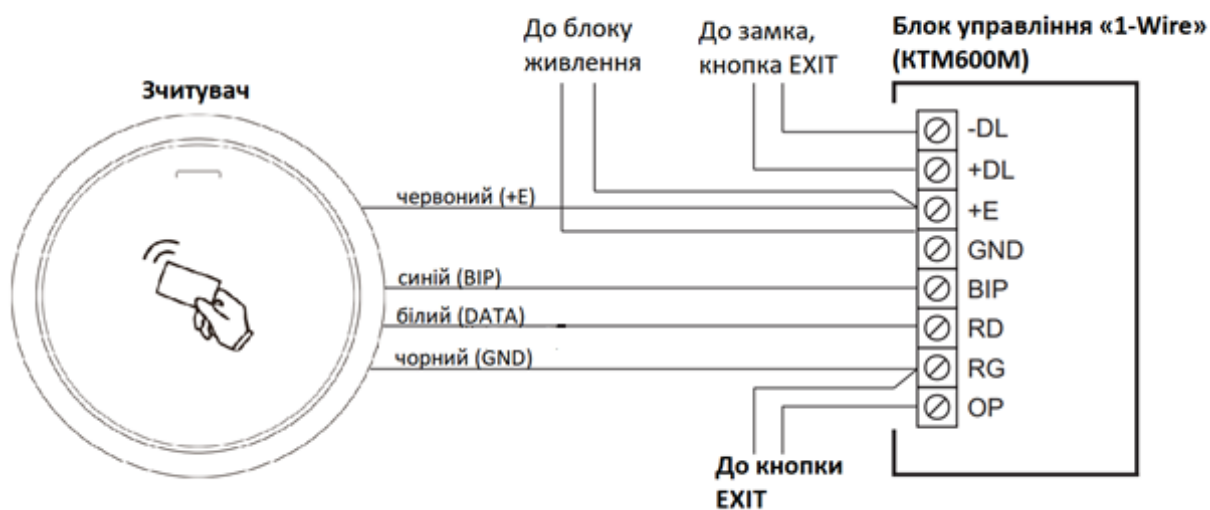 До блоку
живлення
До замка,
кнопка EXIT
Блок управління «1-Wire»
(КТМ600М)
Зчитувач
-DL
+DL
червоний (+E)
+E
GND
синій (BIP)
BIP
білий (DATA)
RD
чорний (GND)
RG
OP
До кнопки
EXIT